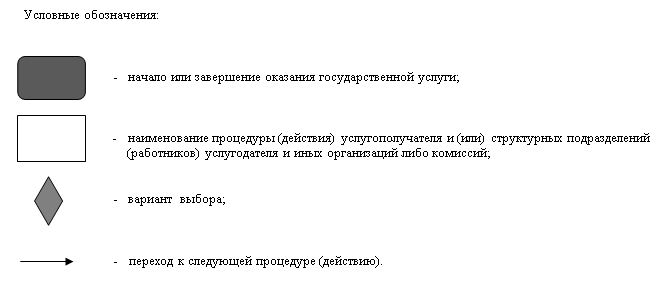 Условные обозначения:
- начало или завершение оказания государственной услуги;
- наименование процедуры (действия) услугополучателя и (или) структурных подразделений
(работников) услугодателя и иных организаций либо комиссий;
- вариант выбора;
- переход к следующей процедуре (действию).